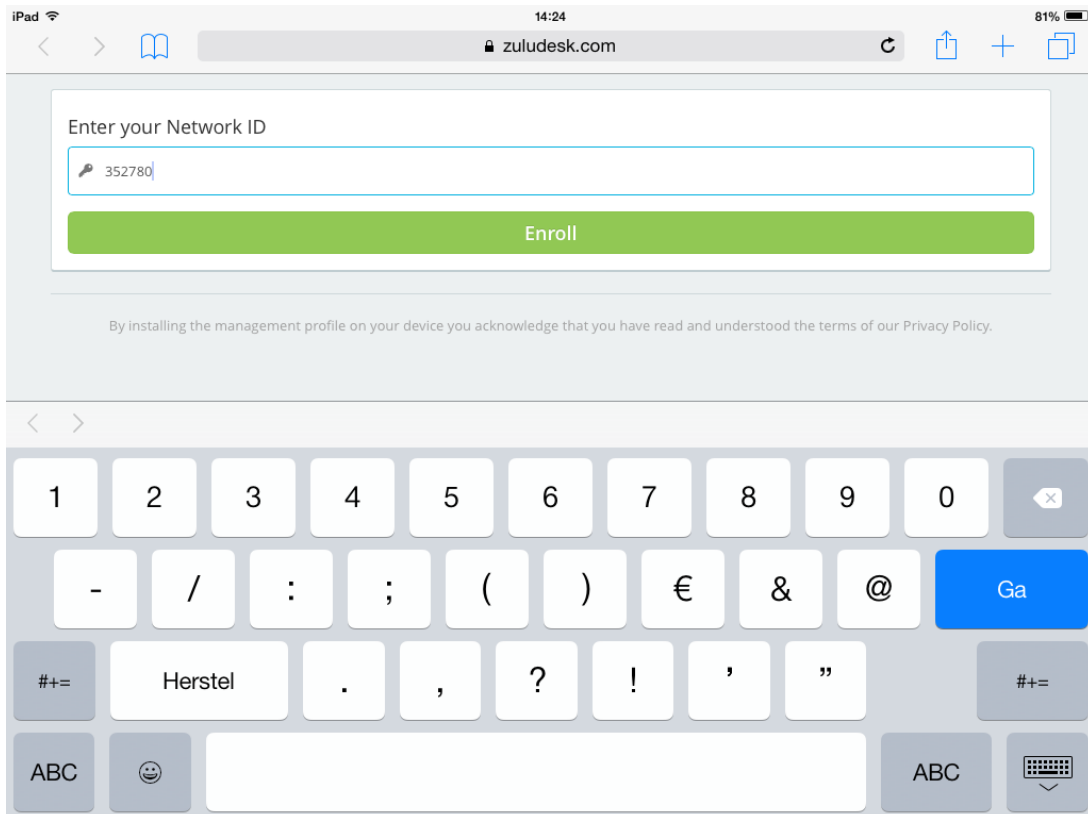 iPad 14:24 81%
zuludesk.com
Enter your Network ID
352780
Enroll
By installing the management profile on your device you acknowledge that you have read and understood the terms of our Privacy Policy.
1 2 3 4 5 6 7 8 9 0
- / : ; ( ) € & @ Ga
#+= Herstel . , ? ! ’ ” #+=
ABC ABC